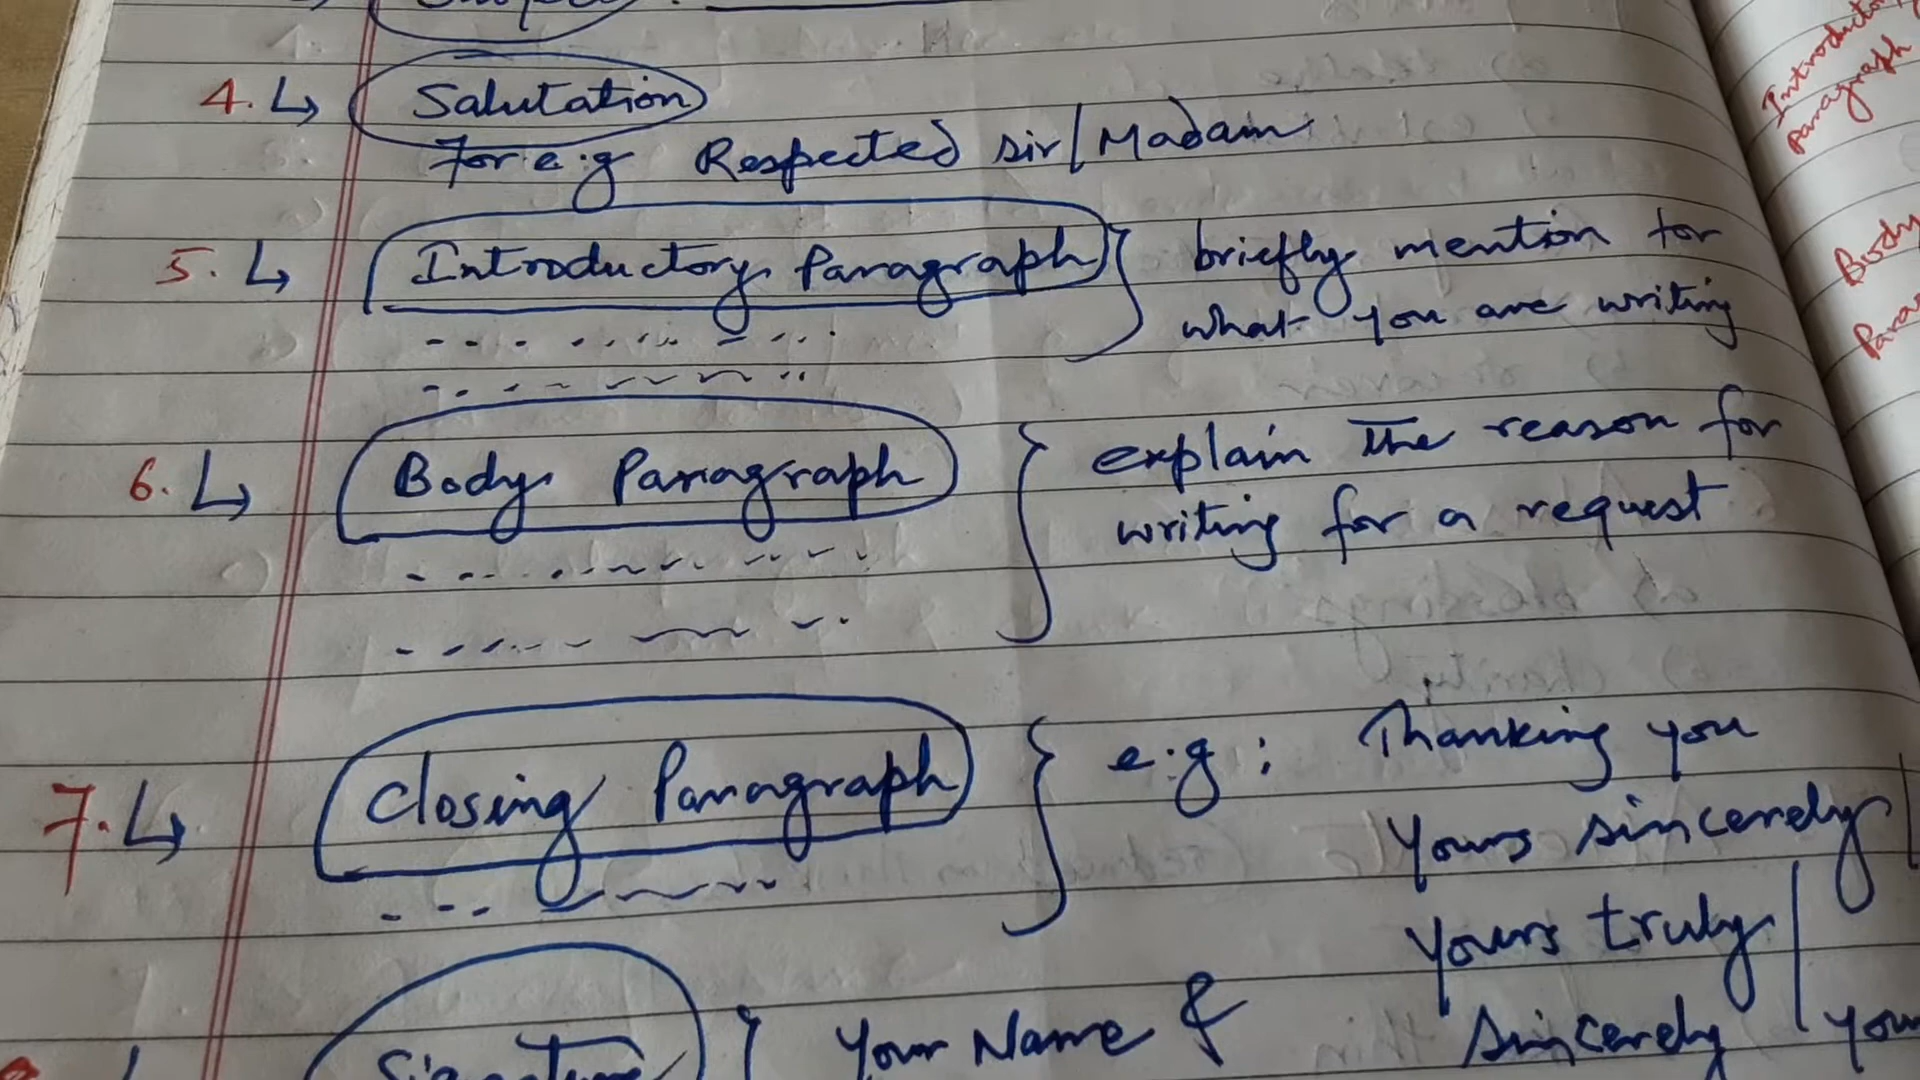 4. ↳ Salutation
For e.g Respected sir/Madam
5. ↳ Introductory Paragraph } briefly mention for
what you are writing
6. ↳ Body Paragraph } explain the reason for
writing for a request
7. ↳ Closing Paragraph } e.g: Thanking you
Yours sincerely/
Yours truly/
Signature } Your Name &
Sincerely
Introductory
Paragraph
Body